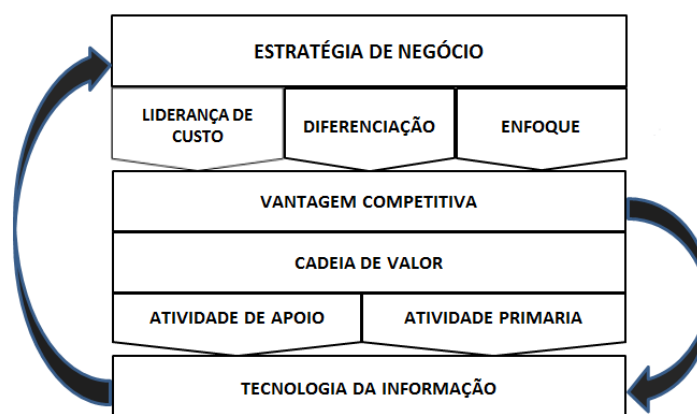 ESTRATÉGIA DE NEGÓCIO
LIDERANÇA DE
CUSTO
DIFERENCIAÇÃO
ENFOQUE
VANTAGEM COMPETITIVA
CADEIA DE VALOR
ATIVIDADE DE APOIO
ATIVIDADE PRIMARIA
TECNOLOGIA DA INFORMAÇÃO